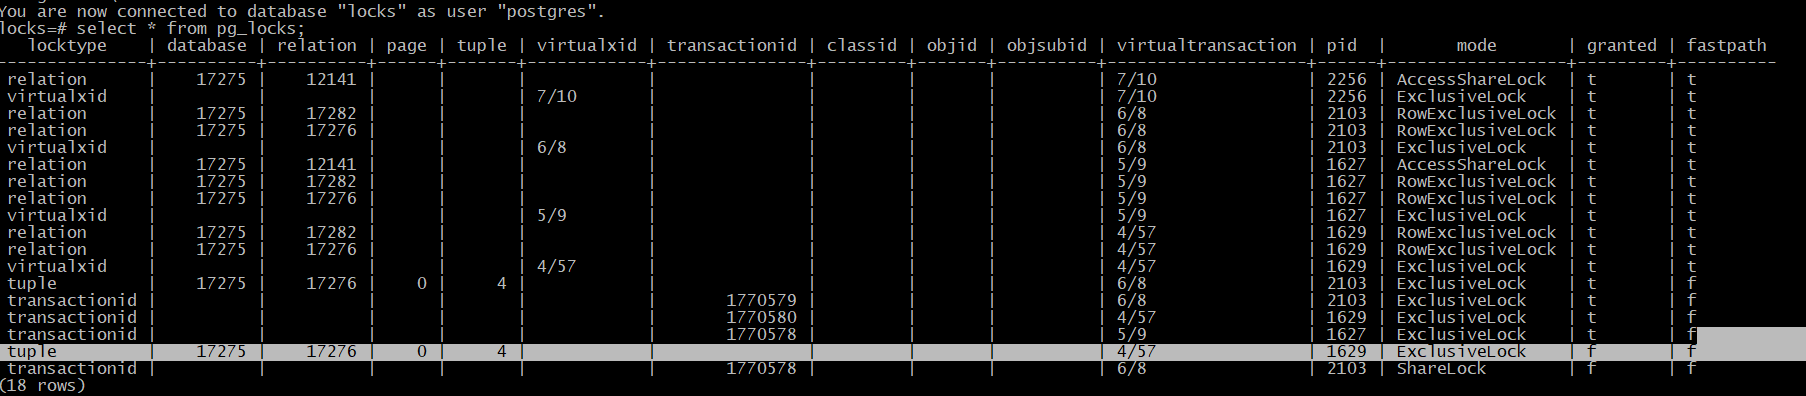 You are now connected to database "locks" as user "postgres".
locks=# select * from pg_locks;
   locktype    | database | relation | page | tuple | virtualxid | transactionid | classid | objid | objsubid | virtualtransaction | pid  |       mode       | granted | fastpath
---------------+----------+----------+------+-------+------------+---------------+---------+-------+----------+--------------------+------+------------------+---------+----------
 relation      |    17275 |    12141 |      |       |            |               |         |       |          | 7/10               | 2256 | AccessShareLock  | t       | t
 virtualxid    |          |          |      |       | 7/10       |               |         |       |          | 7/10               | 2256 | ExclusiveLock    | t       | t
 relation      |    17275 |    17282 |      |       |            |               |         |       |          | 6/8                | 2103 | RowExclusiveLock | t       | t
 relation      |    17275 |    17276 |      |       |            |               |         |       |          | 6/8                | 2103 | RowExclusiveLock | t       | t
 virtualxid    |          |          |      |       | 6/8        |               |         |       |          | 6/8                | 2103 | ExclusiveLock    | t       | t
 relation      |    17275 |    12141 |      |       |            |               |         |       |          | 5/9                | 1627 | AccessShareLock  | t       | t
 relation      |    17275 |    17282 |      |       |            |               |         |       |          | 5/9                | 1627 | RowExclusiveLock | t       | t
 relation      |    17275 |    17276 |      |       |            |               |         |       |          | 5/9                | 1627 | RowExclusiveLock | t       | t
 virtualxid    |          |          |      |       | 5/9        |               |         |       |          | 5/9                | 1627 | ExclusiveLock    | t       | t
 relation      |    17275 |    17282 |      |       |            |               |         |       |          | 4/57               | 1629 | RowExclusiveLock | t       | t
 relation      |    17275 |    17276 |      |       |            |               |         |       |          | 4/57               | 1629 | RowExclusiveLock | t       | t
 virtualxid    |          |          |      |       | 4/57       |               |         |       |          | 4/57               | 1629 | ExclusiveLock    | t       | t
 tuple         |    17275 |    17276 |    0 |     4 |            |               |         |       |          | 6/8                | 2103 | ExclusiveLock    | t       | f
 transactionid |          |          |      |       |            |       1770579 |         |       |          | 6/8                | 2103 | ExclusiveLock    | t       | f
 transactionid |          |          |      |       |            |       1770580 |         |       |          | 4/57               | 1629 | ExclusiveLock    | t       | f
 transactionid |          |          |      |       |            |       1770578 |         |       |          | 5/9                | 1627 | ExclusiveLock    | t       | f
 tuple         |    17275 |    17276 |    0 |     4 |            |               |         |       |          | 4/57               | 1629 | ExclusiveLock    | f       | f
 transactionid |          |          |      |       |            |       1770578 |         |       |          | 6/8                | 2103 | ShareLock        | f       | f
(18 rows)